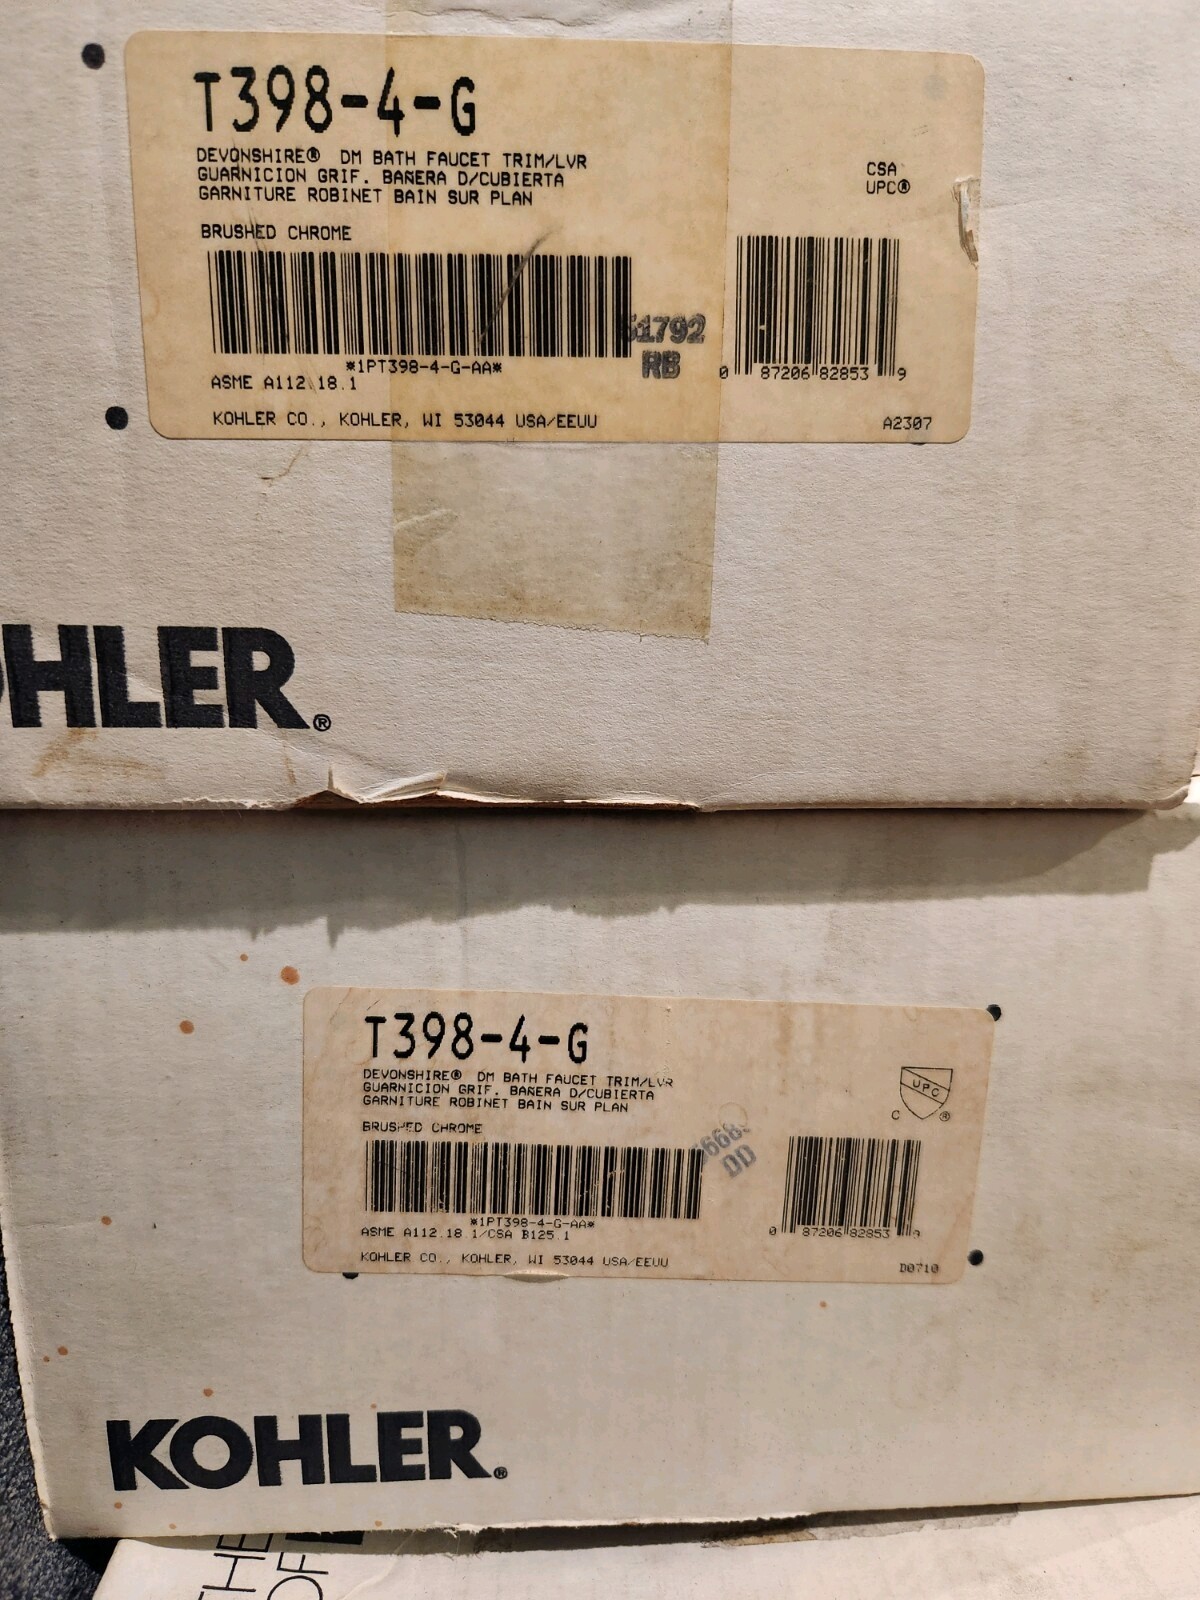 T398-4-G
DEVONSHIRE® DM BATH FAUCET TRIM/LVR
GUARNICION GRIF. BAÑERA D/CUBIERTA
GARNITURE ROBINET BAIN SUR PLAN
CSA
UPC®
BRUSHED CHROME
51792
RB
*1PT398-4-G-AA*
0 87206 82853 9
ASME A112.18.1
KOHLER CO., KOHLER, WI 53044 USA/EEUU
A2307
OHLER®
T398-4-G
DEVONSHIRE® DM BATH FAUCET TRIM/LVR
GUARNICION GRIF. BAÑERA D/CUBIERTA
GARNITURE ROBINET BAIN SUR PLAN
UPC
C ®
BRUSHED CHROME
DD
*1PT398-4-G-AA*
0 87206 82853 9
ASME A112.18.1/CSA B125.1
KOHLER CO., KOHLER, WI 53044 USA/EEUU
D0710
KOHLER®
THE
OF